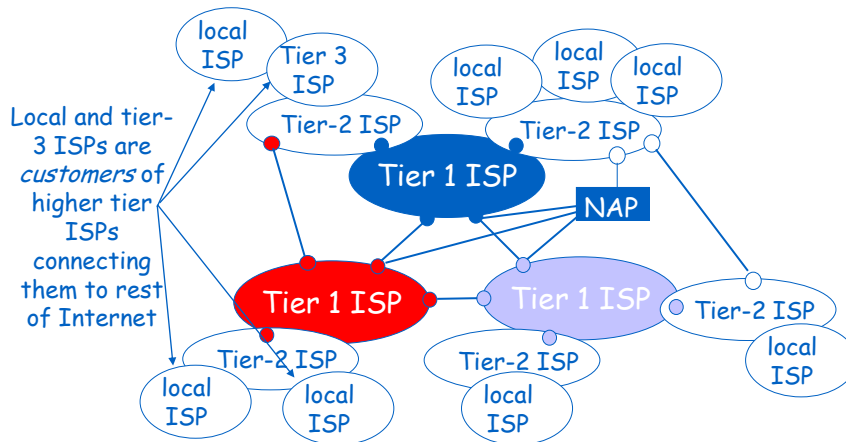 local
ISP
Tier 3
ISP
local
ISP
local
ISP
local
ISP
Local and tier-
3 ISPs are
customers of
higher tier
ISPs
connecting
them to rest
of Internet
Tier-2 ISP
Tier-2 ISP
Tier 1 ISP
NAP
Tier 1 ISP
Tier 1 ISP
Tier-2 ISP
Tier-2 ISP
Tier-2 ISP
local
ISP
local
ISP
local
ISP
local
ISP